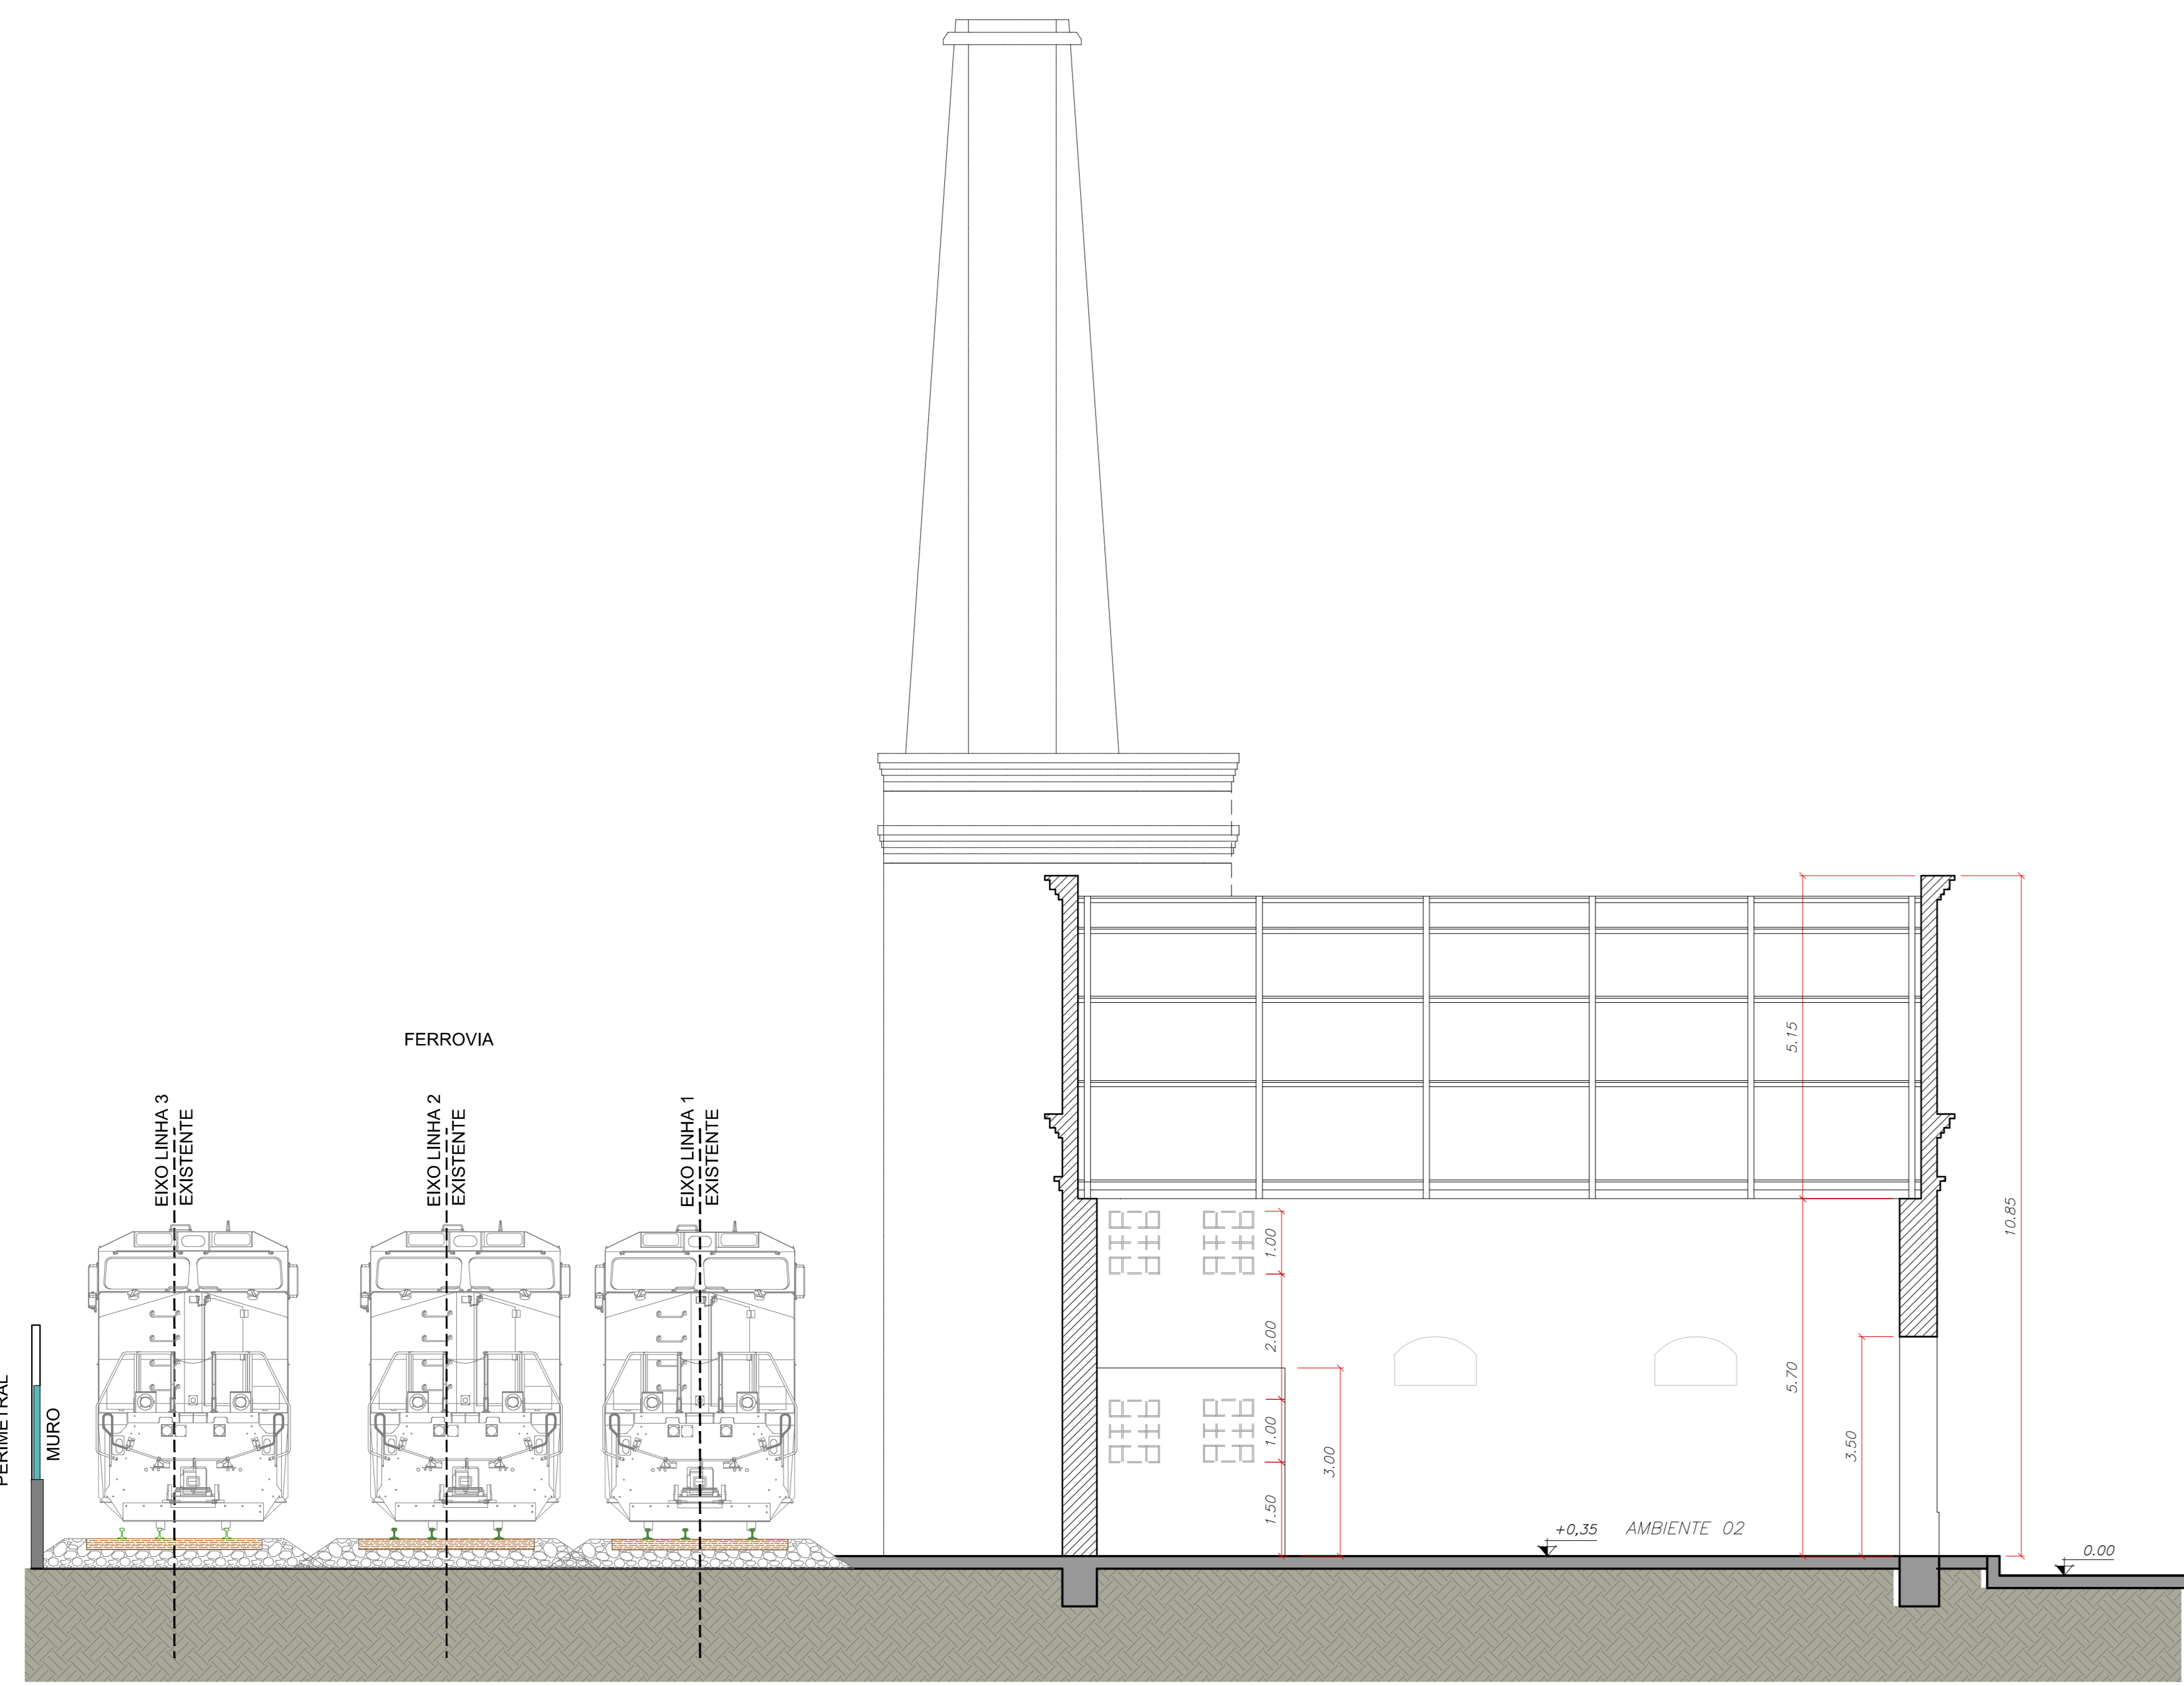 FERROVIA
EIXO LINHA 3
EXISTENTE
EIXO LINHA 2
EXISTENTE
EIXO LINHA 1
EXISTENTE
PERIMETRAL
MURO
5.15
10.85
1.00
2.00
1.00
1.50
3.00
5.70
3.50
+0,35
AMBIENTE 02
0.00